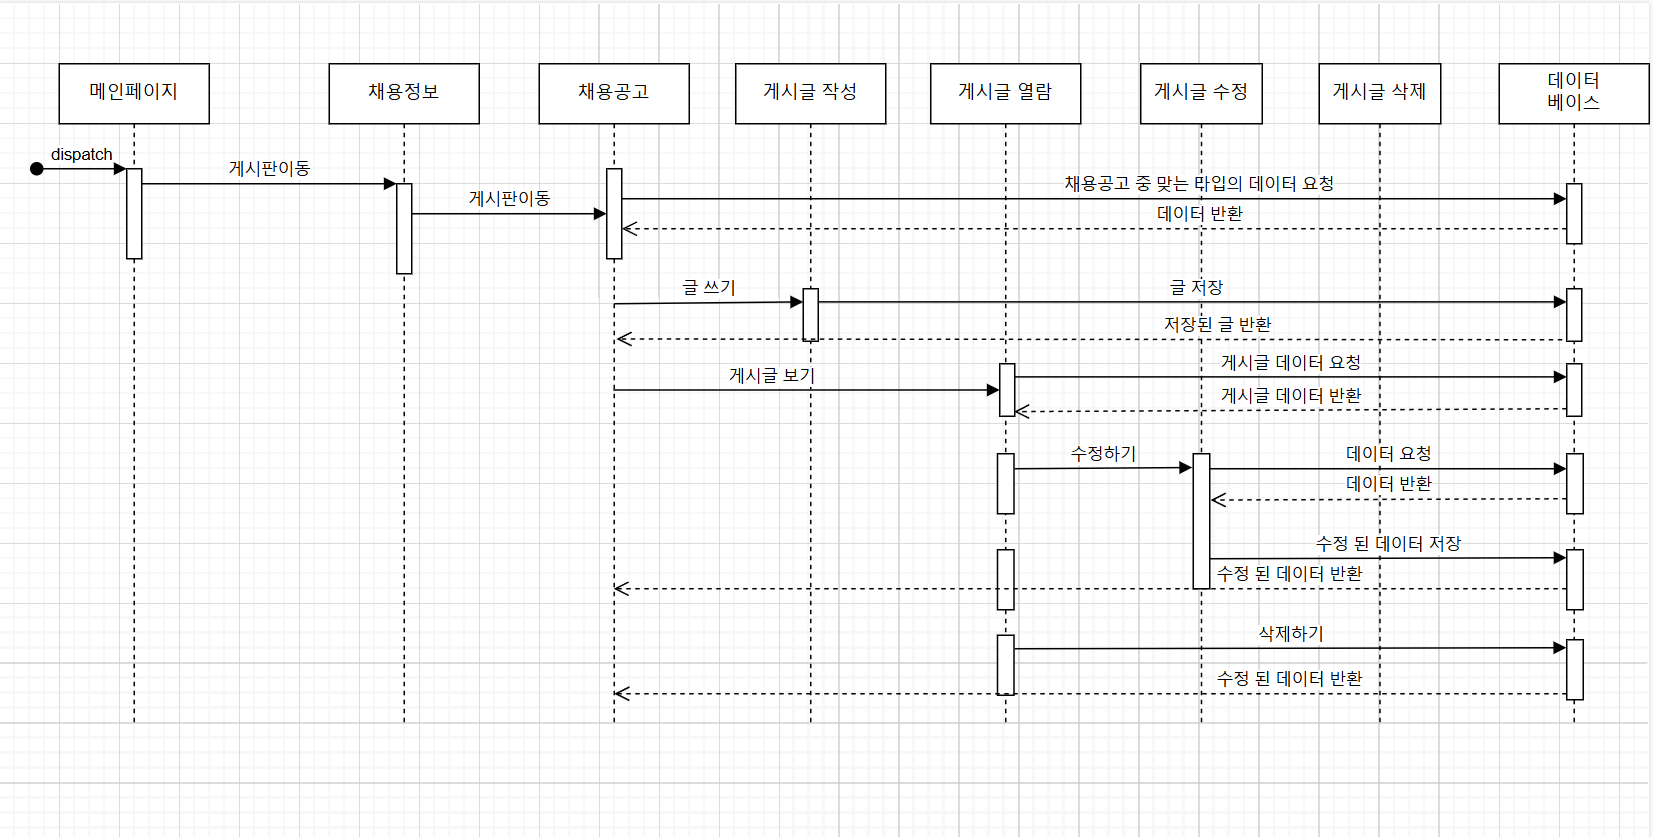 메인페이지
채용정보
채용공고
게시글 작성
게시글 열람
게시글 수정
게시글 삭제
데이터
베이스
dispatch
게시판이동
게시판이동
채용공고 중 맞는 타입의 데이터 요청
데이터 반환
글 쓰기
글 저장
저장된 글 반환
게시글 보기
게시글 데이터 요청
게시글 데이터 반환
수정하기
데이터 요청
데이터 반환
수정 된 데이터 저장
수정 된 데이터 반환
삭제하기
수정 된 데이터 반환